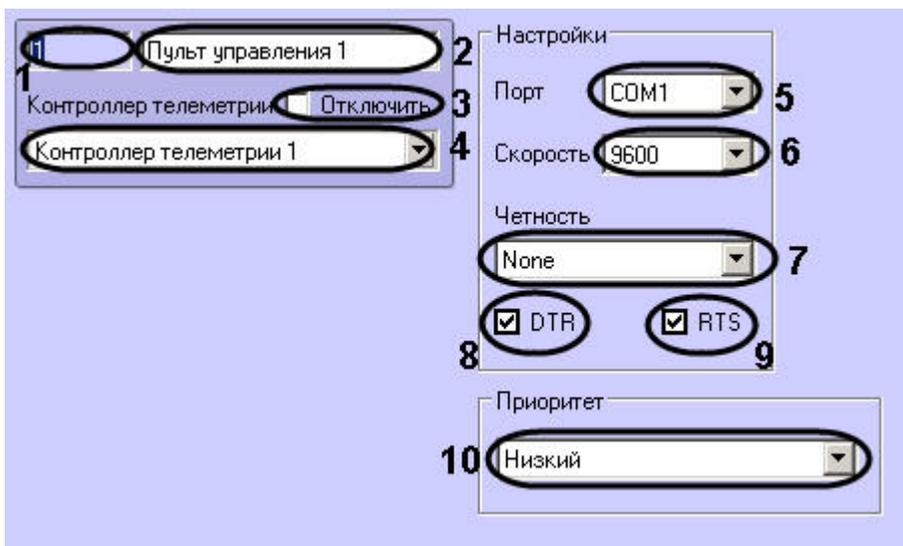 1 Пульт управления 1 2
1
Контроллер телеметрии Отключить 3
Контроллер телеметрии 1 4
Настройки
Порт COM1 5
Скорость 9600 6
Четность
None 7
DTR RTS
8 9
Приоритет
10 Низкий